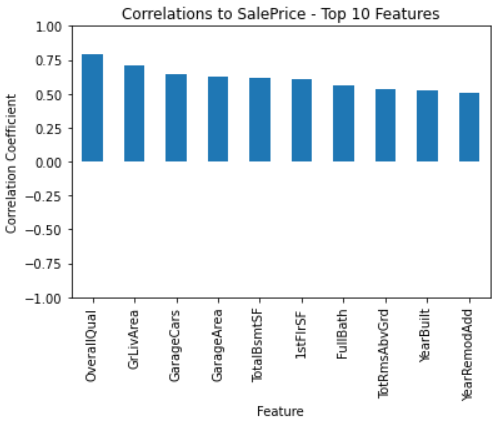 Correlations to SalePrice - Top 10 Features
Correlation Coefficient
1.00
0.75
0.50
0.25
0.00
−0.25
−0.50
−0.75
−1.00
OverallQual
GrLivArea
GarageCars
GarageArea
TotalBsmtSF
1stFlrSF
FullBath
TotRmsAbvGrd
YearBuilt
YearRemodAdd
Feature